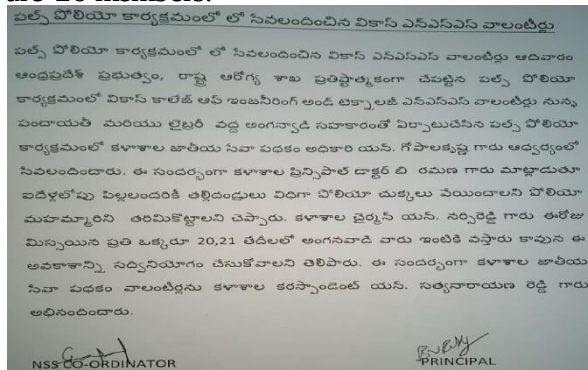 పల్స్ పోలియో కార్యక్రమంలో లో సేవలందించిన వికాస్ ఎన్ఎస్ఎస్ వాలంటీర్లు
పల్స్ పోలియో కార్యక్రమంలో లో సేవలందించిన వికాస్ ఎనఎసఎస్ వాలంటీర్లు ఆదివారం
ఆంధ్రప్రదేశ్ ప్రభుత్వం, రాష్ట్ర ఆరోగ్య శాఖ ప్రతిష్టాత్మకంగా చేపట్టిన పల్స్ పోలియో
కార్యక్రమంలో వికాస్ కాలేజ్ ఆఫ్ ఇంజనీరింగ్ అండ్ టెక్నాలజీ ఎన్ఎస్ఎస్ వాలంటీర్లు నున్న
పందాయతీ మరియు లైబ్రరీ వద్ద అంగన్వాడి సహకారంతో ఏర్పాటుచేసిన పల్స్ పోలియో
కార్యక్రమంలో కళాశాల జాతీయ సేవా పథకం అధికారి యన్. గోపాలకృష్ణ గారు ఆధ్వర్యంలో
సేవలందించారు. ఈ సందర్భంగా కళాశాల ప్రిన్సిపాల్ డాక్టర్ బి రమణ గారు మాట్లాడుతూ
ఐదేళ్లలోపు పిల్లలందరికీ తల్లిదండ్రులు విధిగా పోలియో చుక్కలు వేయించాలని పోలియో
మహమ్మారిని తరిమికొట్టాలని చెప్పారు. కళాశాల చైర్మన్ యన్. నర్సిరెడ్డి గారు ఈరోజు
మిస్సయిన ప్రతి ఒక్కరూ 20,21 తేదీలలో అంగనవాడి వారు ఇంటికి వస్తారు కావున ఈ
అవకాశాన్ని సద్వినియోగం చేసుకోవాలని తెలిపారు. ఈ సందర్భంగా కళాశాల జాతీయ
సేవా పథకం వాలంటీర్లను కళాశాల కరస్పాండెంట్ యన్. సత్యనారాయణ రెడ్డి గారు
అభినందించారు.
NSS CO-ORDINATOR
PRINCIPAL